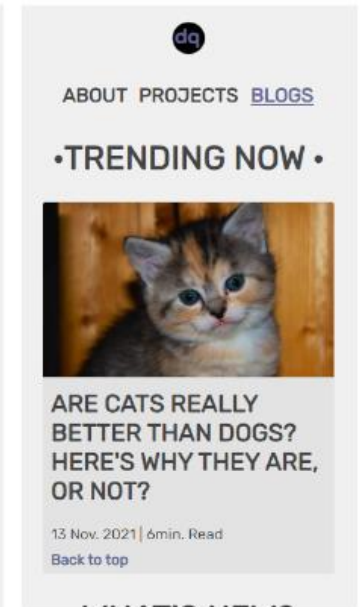 dq
ABOUT PROJECTS BLOGS
•TRENDING NOW •
ARE CATS REALLY
BETTER THAN DOGS?
HERE'S WHY THEY ARE,
OR NOT?
13 Nov. 2021 | 6min. Read
Back to top